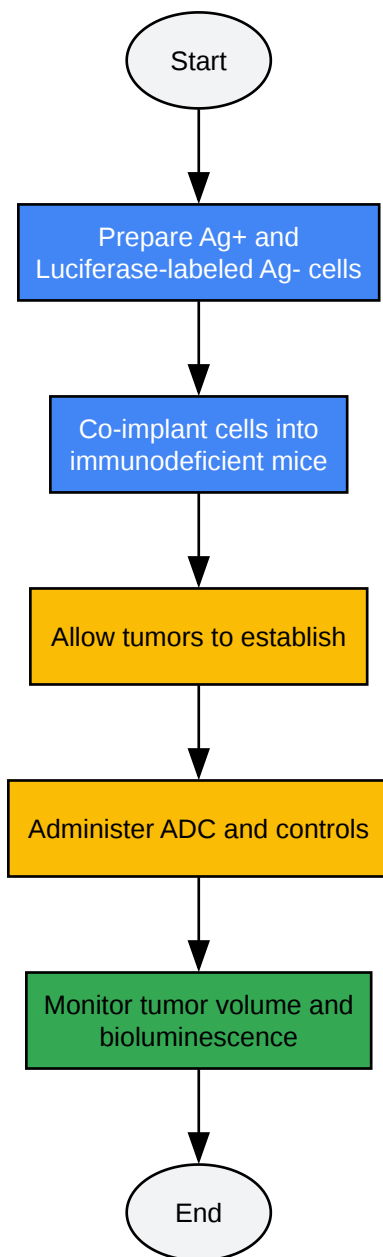 Start
Prepare Ag+ and
Luciferase-labeled Ag- cells
Co-implant cells into
immunodeficient mice
Allow tumors to establish
Administer ADC and controls
Monitor tumor volume and
bioluminescence
End